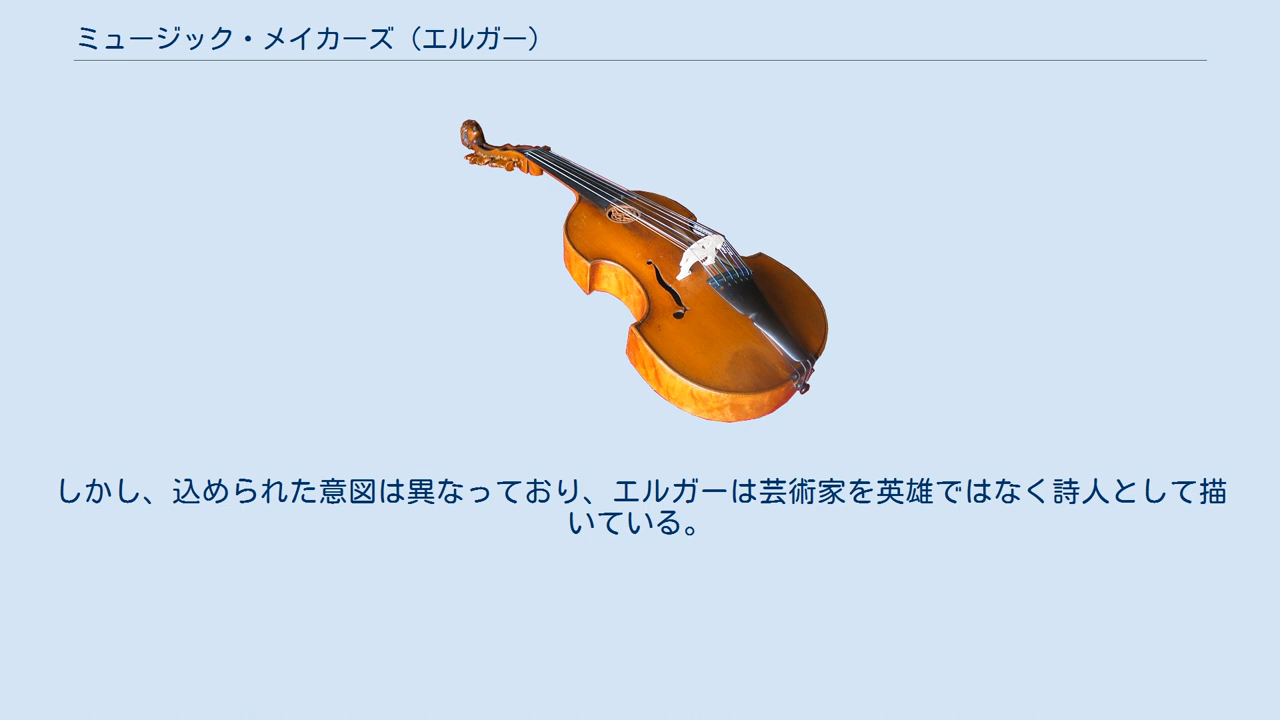 ミュージック・メイカーズ（エルガー）
しかし、込められた意図は異なっており、エルガーは芸術家を英雄ではなく詩人として描
いている。